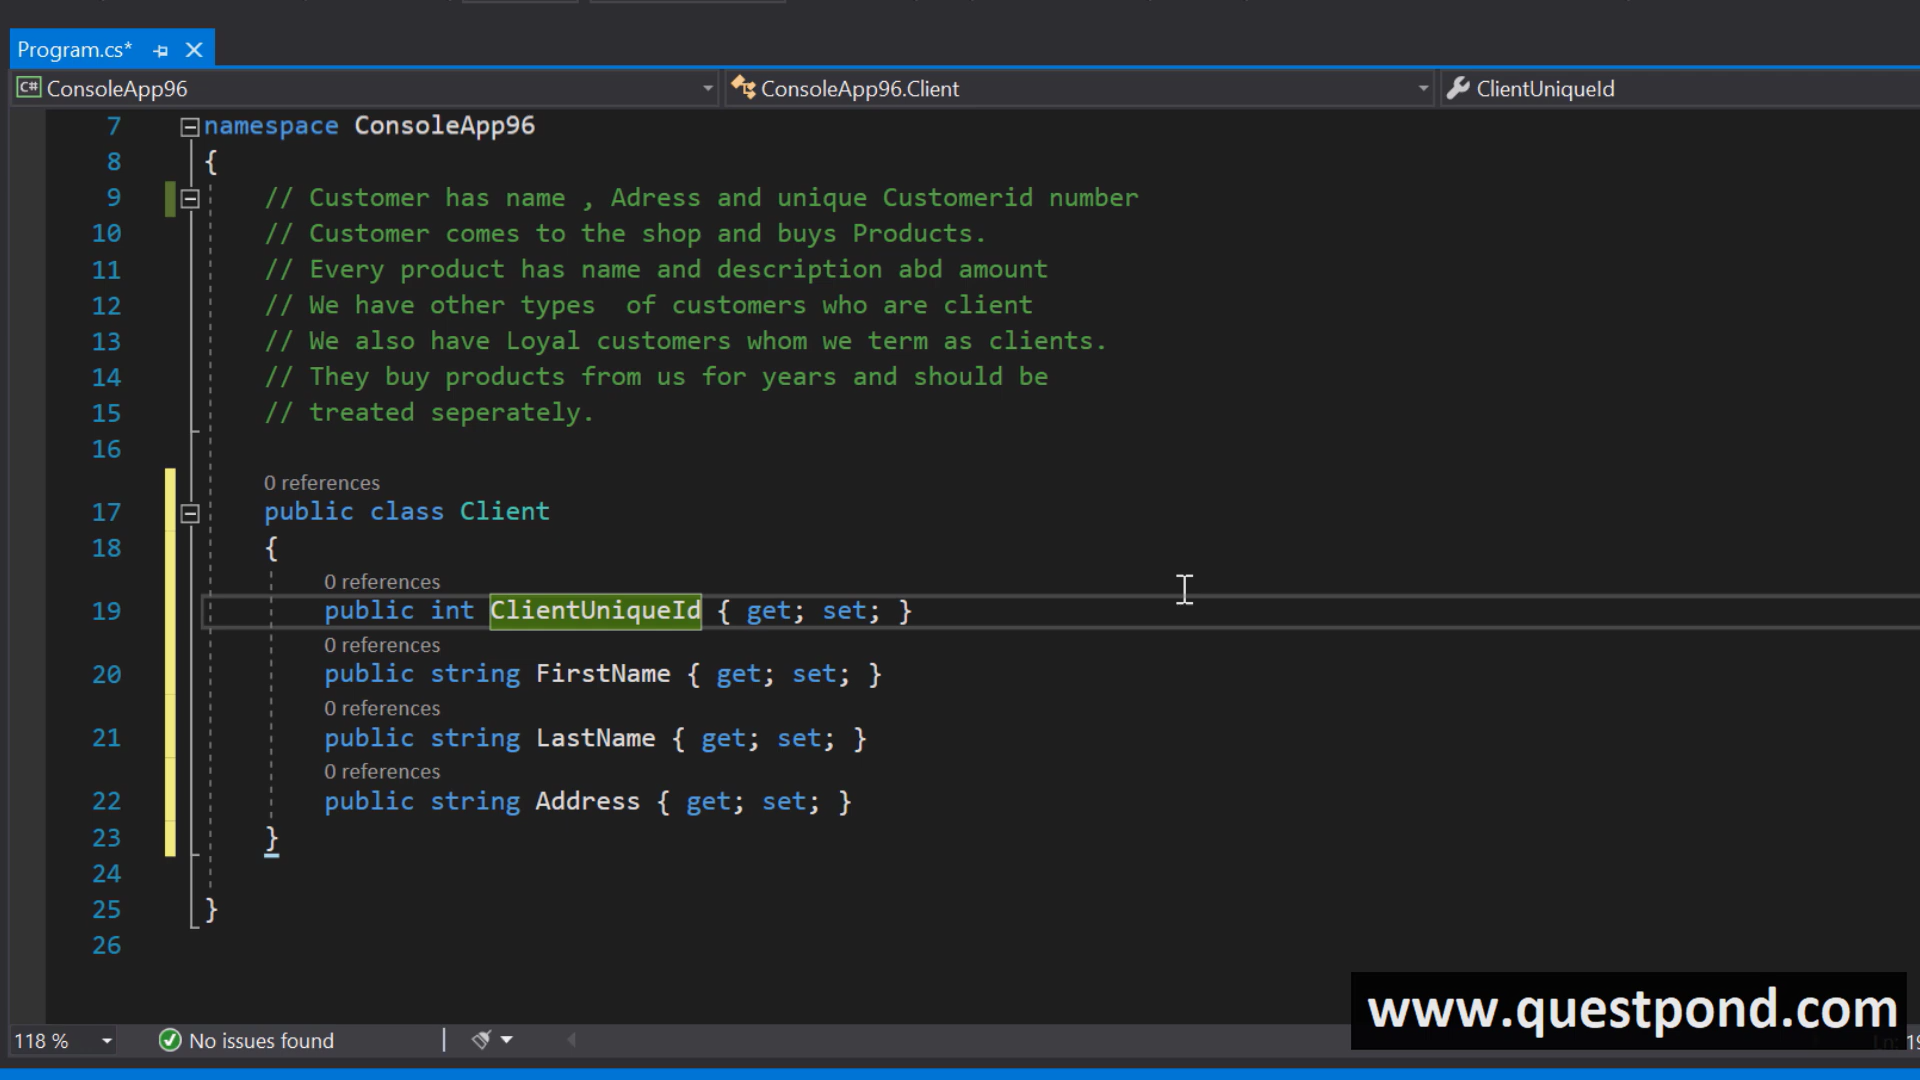 Program.cs*
C# ConsoleApp96 ConsoleApp96.Client ClientUniqueId
7 namespace ConsoleApp96
8 {
9 // Customer has name , Adress and unique Customerid number
10 // Customer comes to the shop and buys Products.
11 // Every product has name and description abd amount
12 // We have other types  of customers who are client
13 // We also have Loyal customers whom we term as clients.
14 // They buy products from us for years and should be
15 // treated seperately.
16
0 references
17 public class Client
18 {
0 references
19 public int ClientUniqueId { get; set; }
0 references
20 public string FirstName { get; set; }
0 references
21 public string LastName { get; set; }
0 references
22 public string Address { get; set; }
23 }
24
25 }
26
www.questpond.com
118 % No issues found